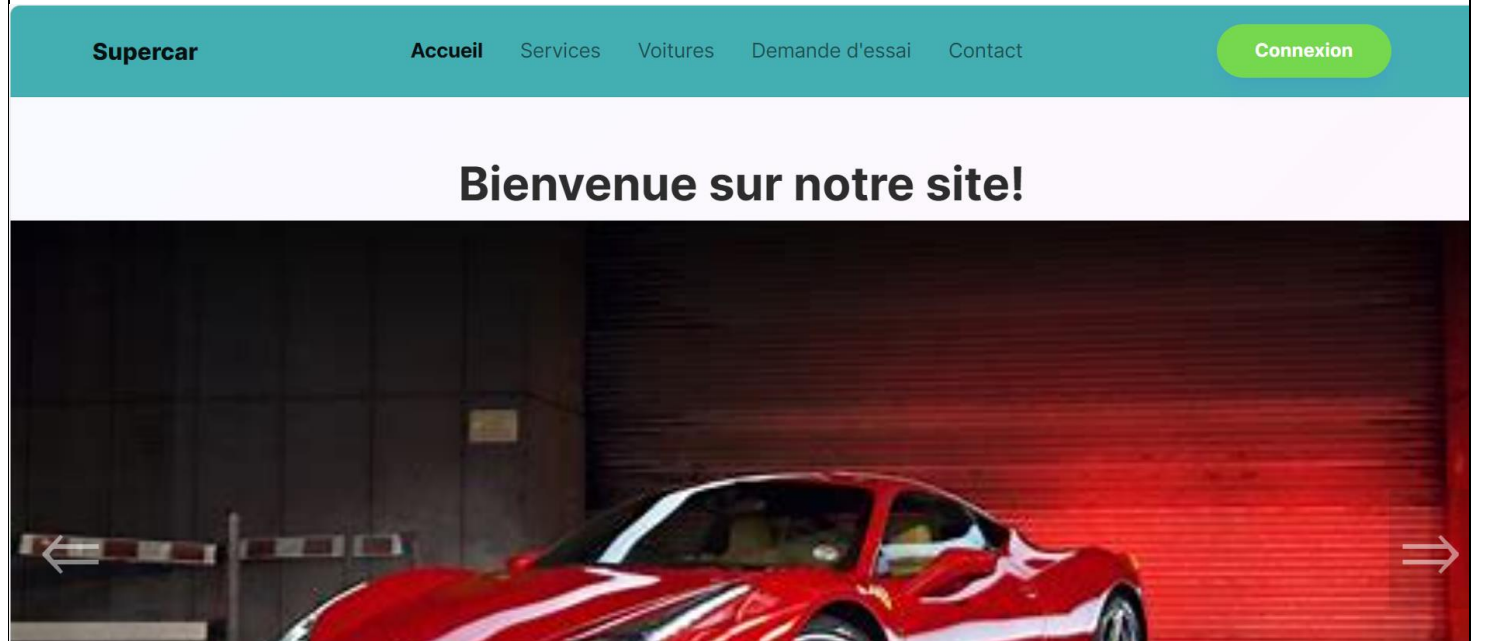 Supercar Accueil Services Voitures Demande d'essai Contact Connexion
Bienvenue sur notre site!